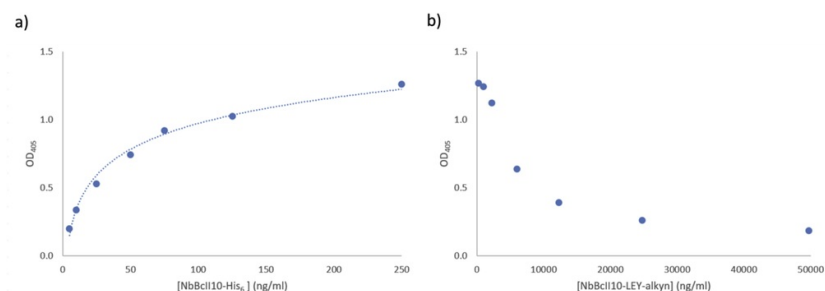 a)
1.5
1.0
0.5
0.0
OD405
0 50 100 150 200 250
[NbBcII10-His6 ] (ng/ml)
b)
1.5
1.0
0.5
0.0
OD405
0 10000 20000 30000 40000 50000
[NbBcII10-LEY-alkyn] (ng/ml)